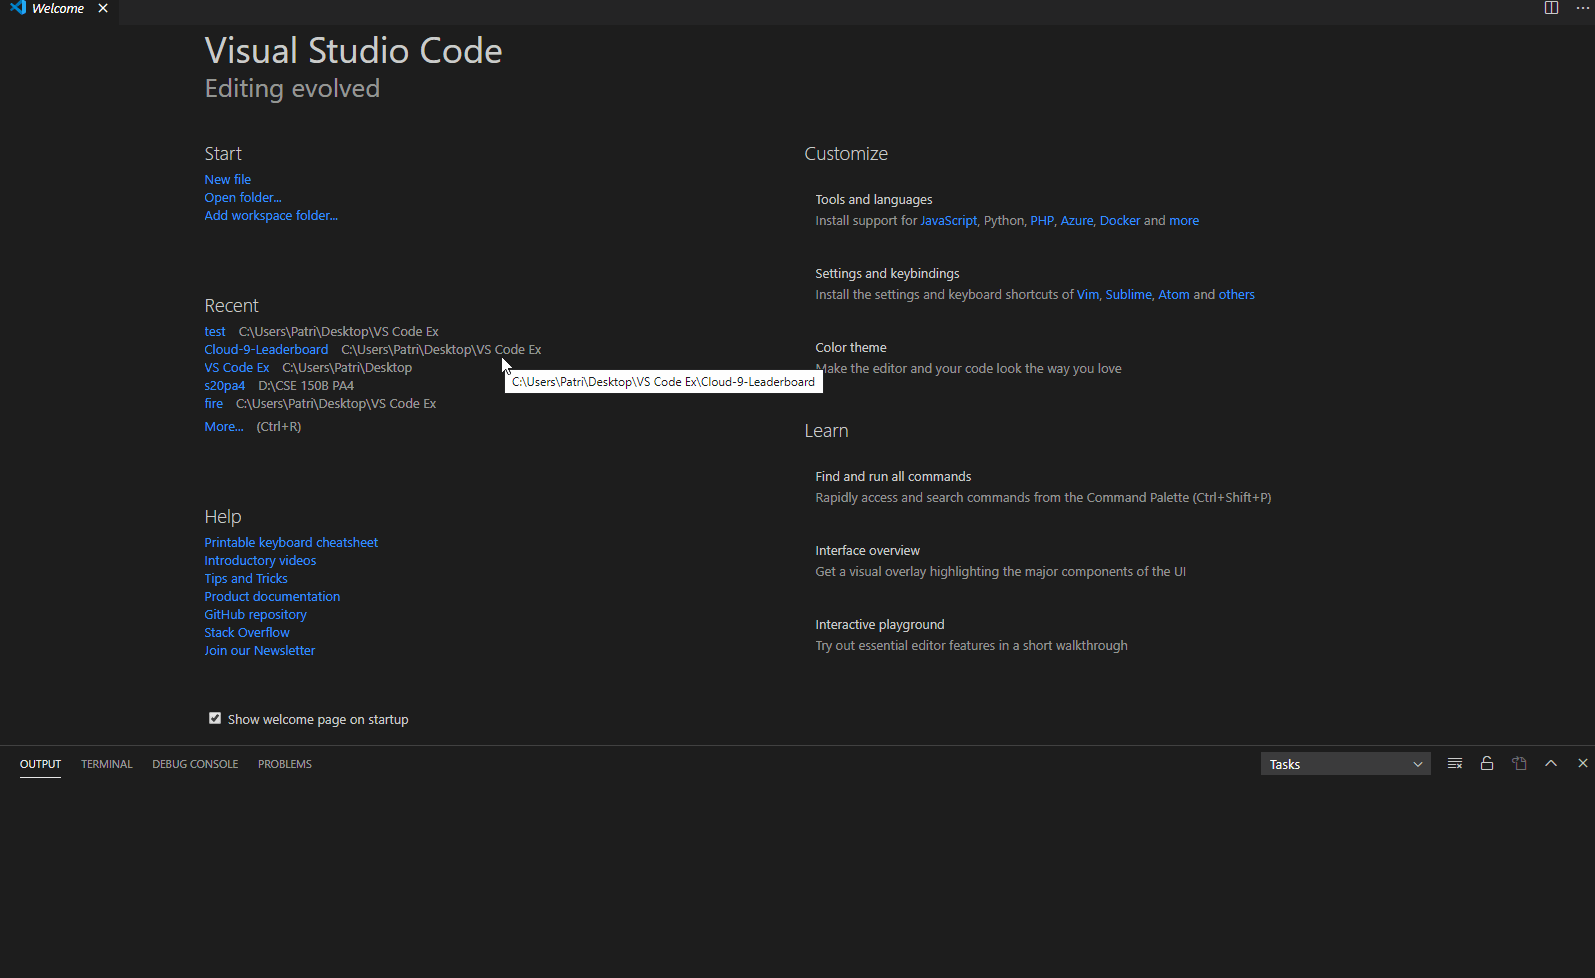 Welcome
Visual Studio Code
Editing evolved
Start
New file
Open folder...
Add workspace folder...
Recent
test C:\Users\Patri\Desktop\VS Code Ex
Cloud-9-Leaderboard C:\Users\Patri\Desktop\VS Code Ex
VS Code Ex C:\Users\Patri\Desktop
C:\Users\Patri\Desktop\VS Code Ex\Cloud-9-Leaderboard
s20pa4 D:\CSE 150B PA4
fire C:\Users\Patri\Desktop\VS Code Ex
More... (Ctrl+R)
Help
Printable keyboard cheatsheet
Introductory videos
Tips and Tricks
Product documentation
GitHub repository
Stack Overflow
Join our Newsletter
Show welcome page on startup
Customize
Tools and languages
Install support for JavaScript, Python, PHP, Azure, Docker and more
Settings and keybindings
Install the settings and keyboard shortcuts of Vim, Sublime, Atom and others
Color theme
Make the editor and your code look the way you love
Learn
Find and run all commands
Rapidly access and search commands from the Command Palette (Ctrl+Shift+P)
Interface overview
Get a visual overlay highlighting the major components of the UI
Interactive playground
Try out essential editor features in a short walkthrough
OUTPUT TERMINAL DEBUG CONSOLE PROBLEMS
Tasks